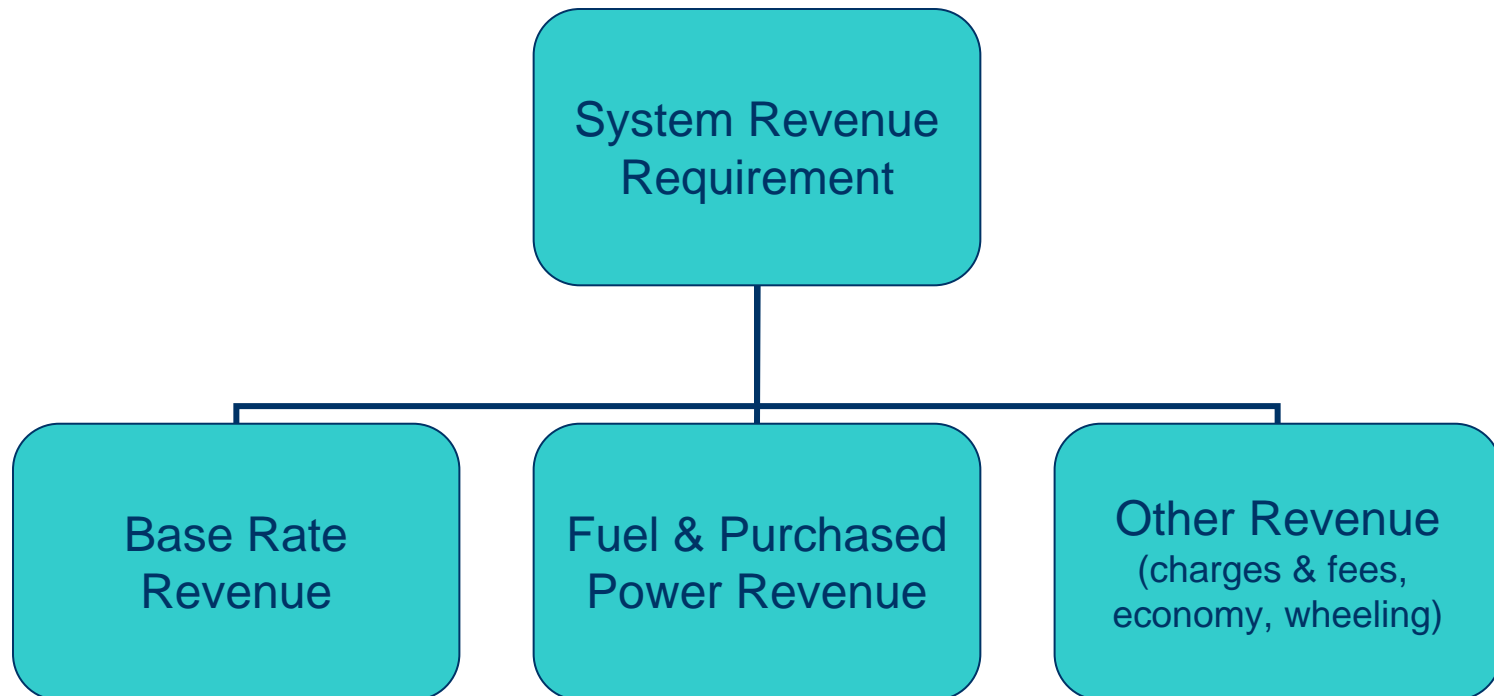 System Revenue
Requirement
Base Rate
Revenue
Fuel & Purchased
Power Revenue
Other Revenue
(charges & fees,
economy, wheeling)